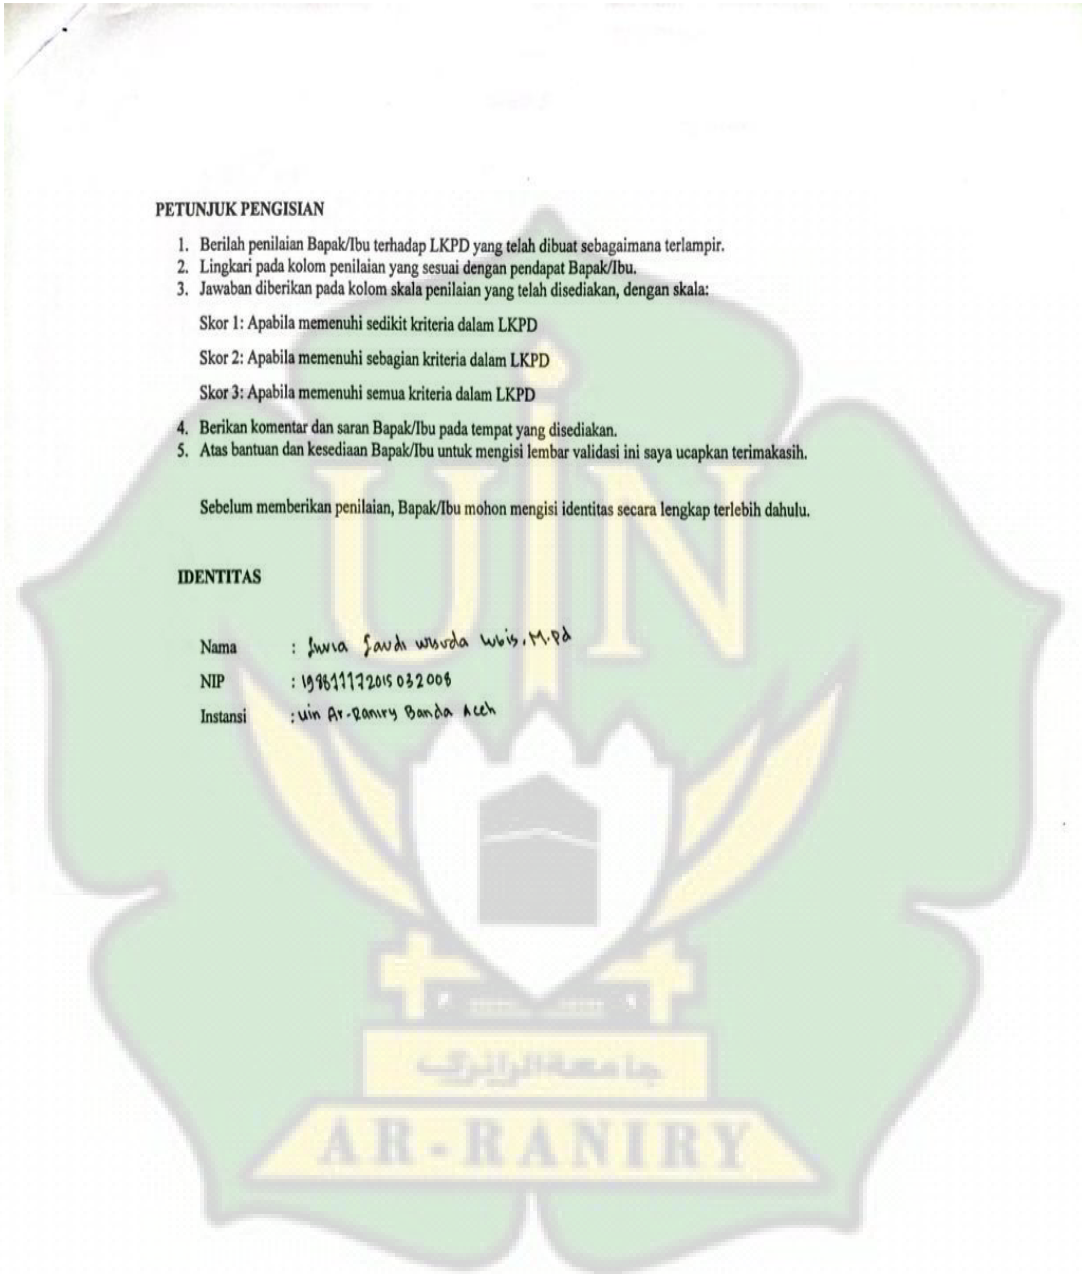 PETUNJUK PENGISIAN
1. Berilah penilaian Bapak/Ibu terhadap LKPD yang telah dibuat sebagaimana terlampir.
2. Lingkari pada kolom penilaian yang sesuai dengan pendapat Bapak/Ibu.
3. Jawaban diberikan pada kolom skala penilaian yang telah disediakan, dengan skala:
Skor 1: Apabila memenuhi sedikit kriteria dalam LKPD
Skor 2: Apabila memenuhi sebagian kriteria dalam LKPD
Skor 3: Apabila memenuhi semua kriteria dalam LKPD
4. Berikan komentar dan saran Bapak/Ibu pada tempat yang disediakan.
5. Atas bantuan dan kesediaan Bapak/Ibu untuk mengisi lembar validasi ini saya ucapkan terimakasih.
Sebelum memberikan penilaian, Bapak/Ibu mohon mengisi identitas secara lengkap terlebih dahulu.
IDENTITAS
Nama : M.Pd
NIP :
Instansi : uin Ar-Raniry Banda Aceh
UIN
جامعة الرانري
AR-RANIRY